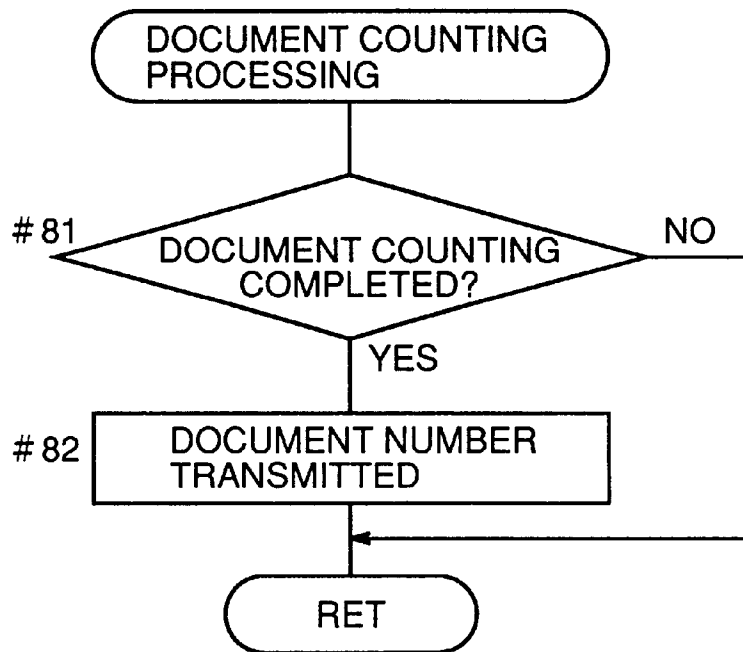 DOCUMENT COUNTING
PROCESSING
#81
DOCUMENT COUNTING
COMPLETED?
NO
YES
#82
DOCUMENT NUMBER
TRANSMITTED
RET